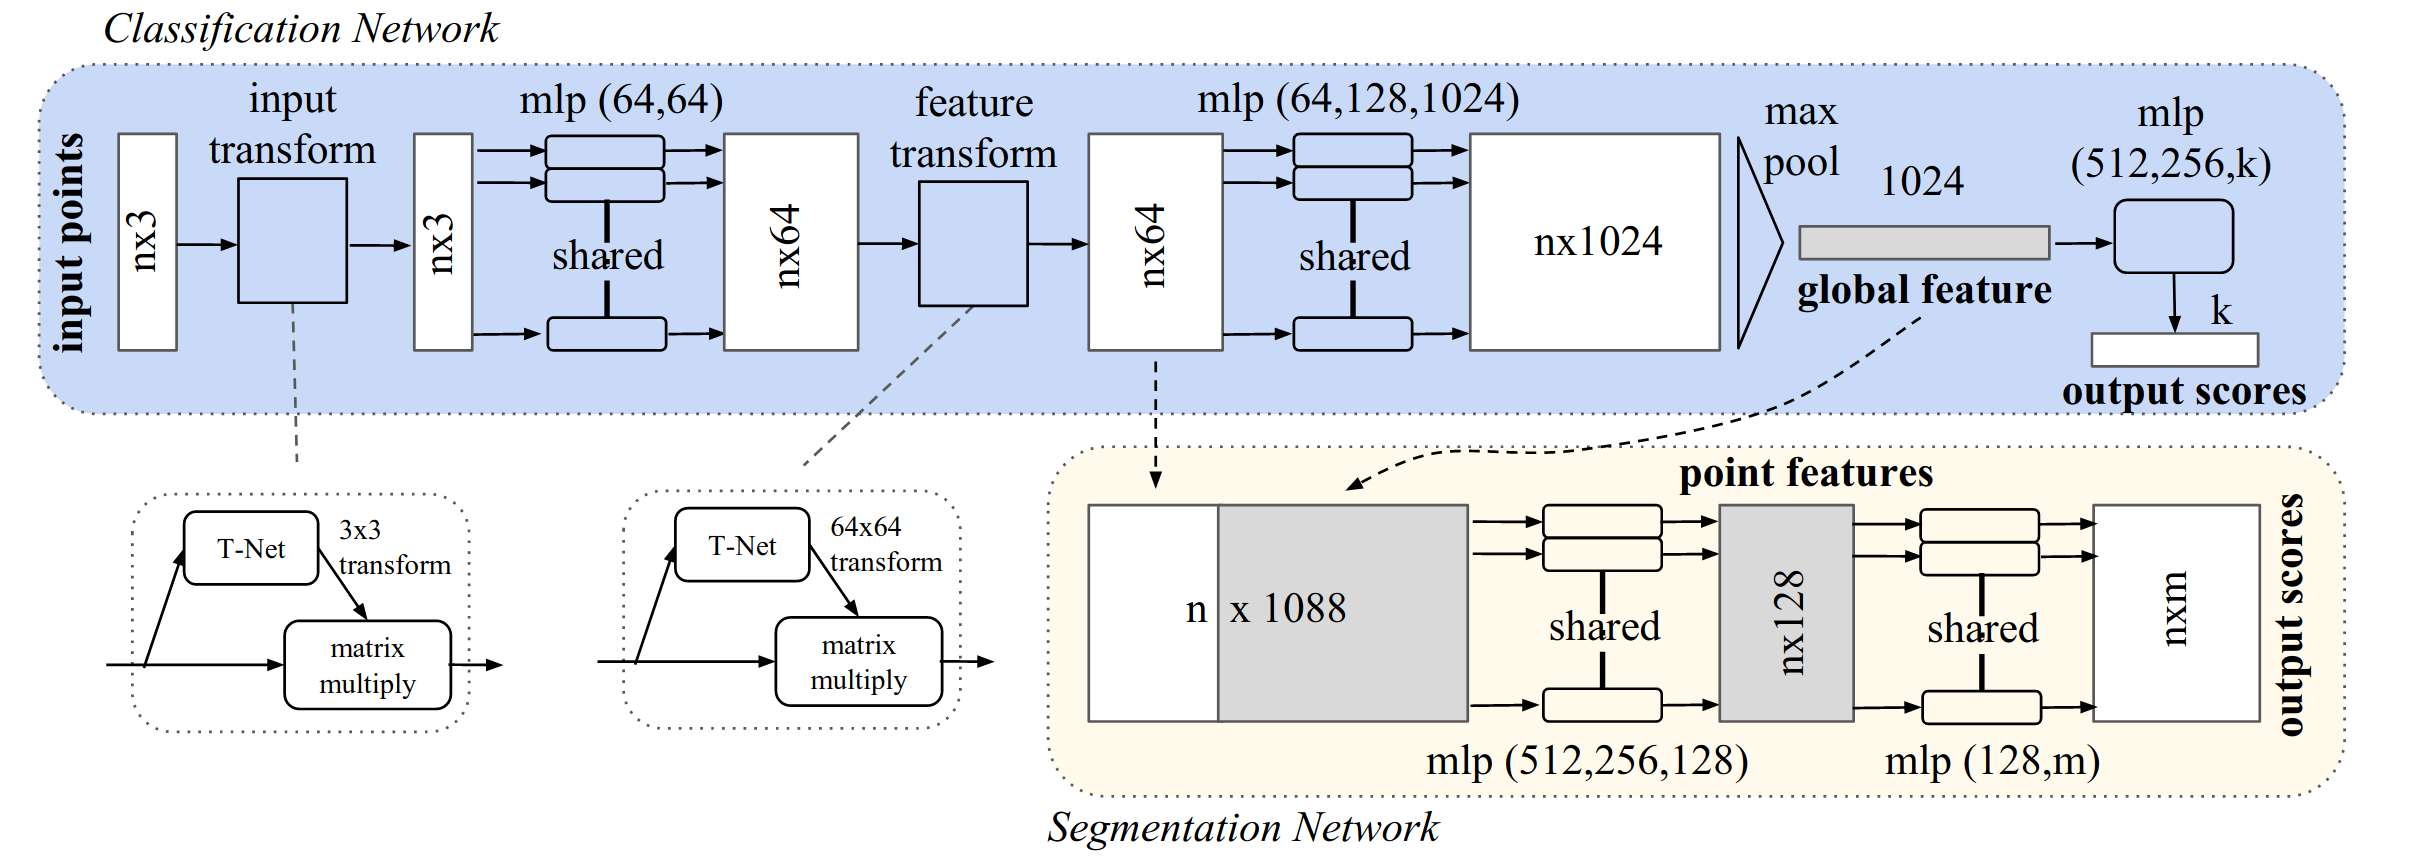 Classification Network
input points
nx3
input
transform
nx3
mlp (64,64)
shared
nx64
feature
transform
nx64
mlp (64,128,1024)
shared
nx1024
max
pool
1024
global feature
mlp
(512,256,k)
k
output scores
T-Net
3x3
transform
matrix
multiply
T-Net
64x64
transform
matrix
multiply
point features
n x 1088
shared
mlp (512,256,128)
nx128
shared
mlp (128,m)
nxm
output scores
Segmentation Network